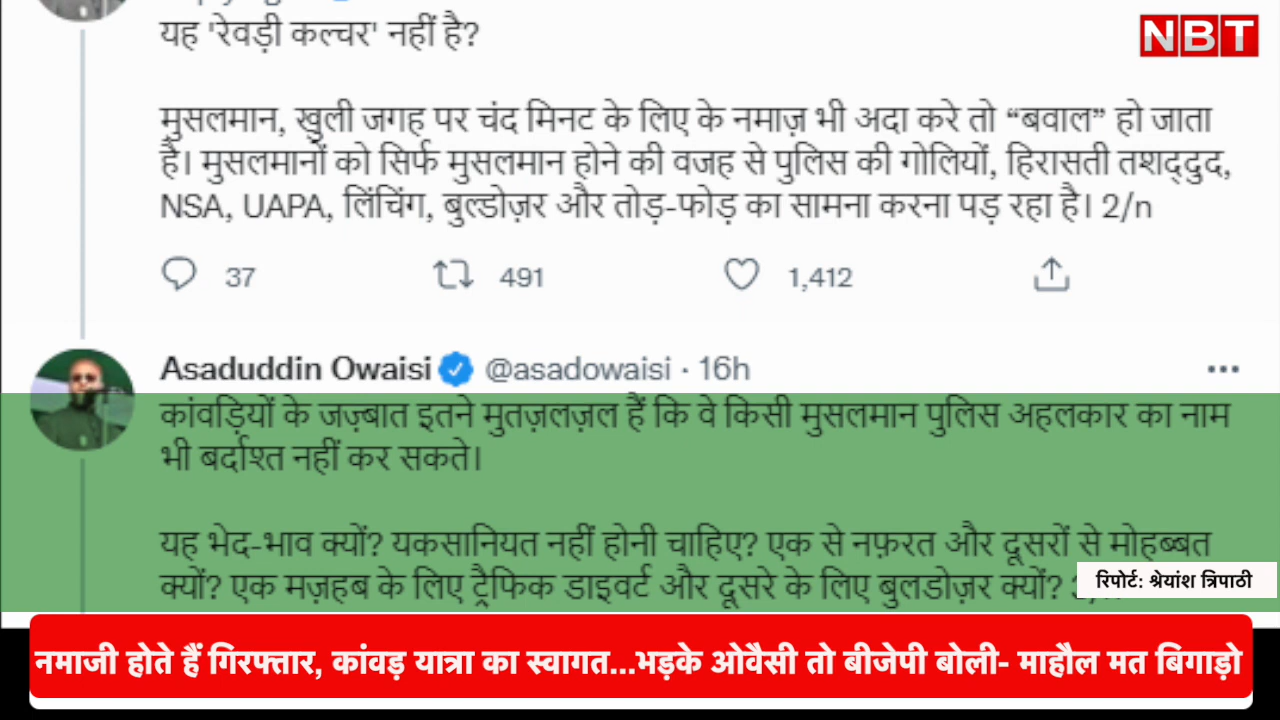 NBT
यह 'रेवड़ी कल्चर' नहीं है?
मुसलमान, खुली जगह पर चंद मिनट के लिए के नमाज़ भी अदा करे तो “बवाल” हो जाता
है। मुसलमानों को सिर्फ मुसलमान होने की वजह से पुलिस की गोलियों, हिरासती तशद्दुद,
NSA, UAPA, लिंचिंग, बुल्डोज़र और तोड़-फोड़ का सामना करना पड़ रहा है। 2/n
37 491 1,412
Asaduddin Owaisi @asadowaisi · 16h
कांवड़ियों के जज़्बात इतने मुतज़लज़ल हैं कि वे किसी मुसलमान पुलिस अहलकार का नाम
भी बर्दाश्त नहीं कर सकते।
यह भेद-भाव क्यों? यकसानियत नहीं होनी चाहिए? एक से नफ़रत और दूसरों से मोहब्बत
क्यों? एक मज़हब के लिए ट्रैफिक डाइवर्ट और दूसरे के लिए बुलडोज़र क्यों?
रिपोर्ट: श्रेयांश त्रिपाठी
नमाजी होते हैं गिरफ्तार, कांवड़ यात्रा का स्वागत...भड़के ओवैसी तो बीजेपी बोली- माहौल मत बिगाड़ो